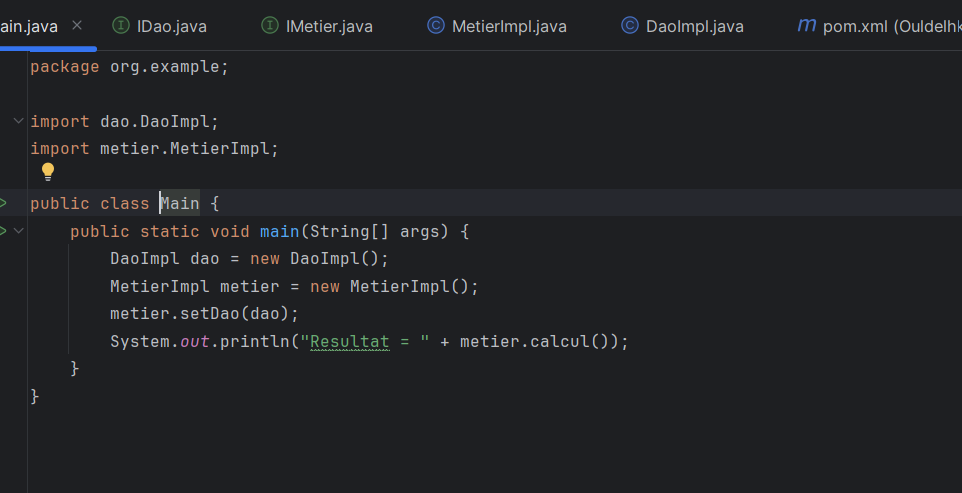 ain.java IDao.java IMetier.java MetierImpl.java DaoImpl.java pom.xml (Ouldelhk
package org.example;
import dao.DaoImpl;
import metier.MetierImpl;
public class Main {
public static void main(String[] args) {
DaoImpl dao = new DaoImpl();
MetierImpl metier = new MetierImpl();
metier.setDao(dao);
System.out.println("Resultat = " + metier.calcul());
}
}